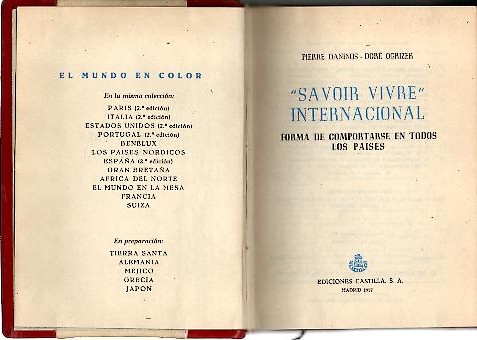 EL MUNDO EN COLOR
En la misma colección:
PARIS (2.ª edición)
ITALIA (2.ª edición)
ESTADOS UNIDOS (2.ª edición)
PORTUGAL (2.ª edición)
BENELUX
LOS PAISES NORDICOS
ESPAÑA (2.ª edición)
GRAN BRETAÑA
AFRICA DEL NORTE
EL MUNDO EN LA MESA
FRANCIA
SUIZA
En preparación:
TIERRA SANTA
ALEMANIA
MEJICO
GRECIA
JAPON
PIERRE DANINOS - DORÉ OGRIZEK
"SAVOIR VIVRE"
INTERNACIONAL
FORMA DE COMPORTARSE EN TODOS
LOS PAISES
EDICIONES CASTILLA, S. A.
MADRID 1957